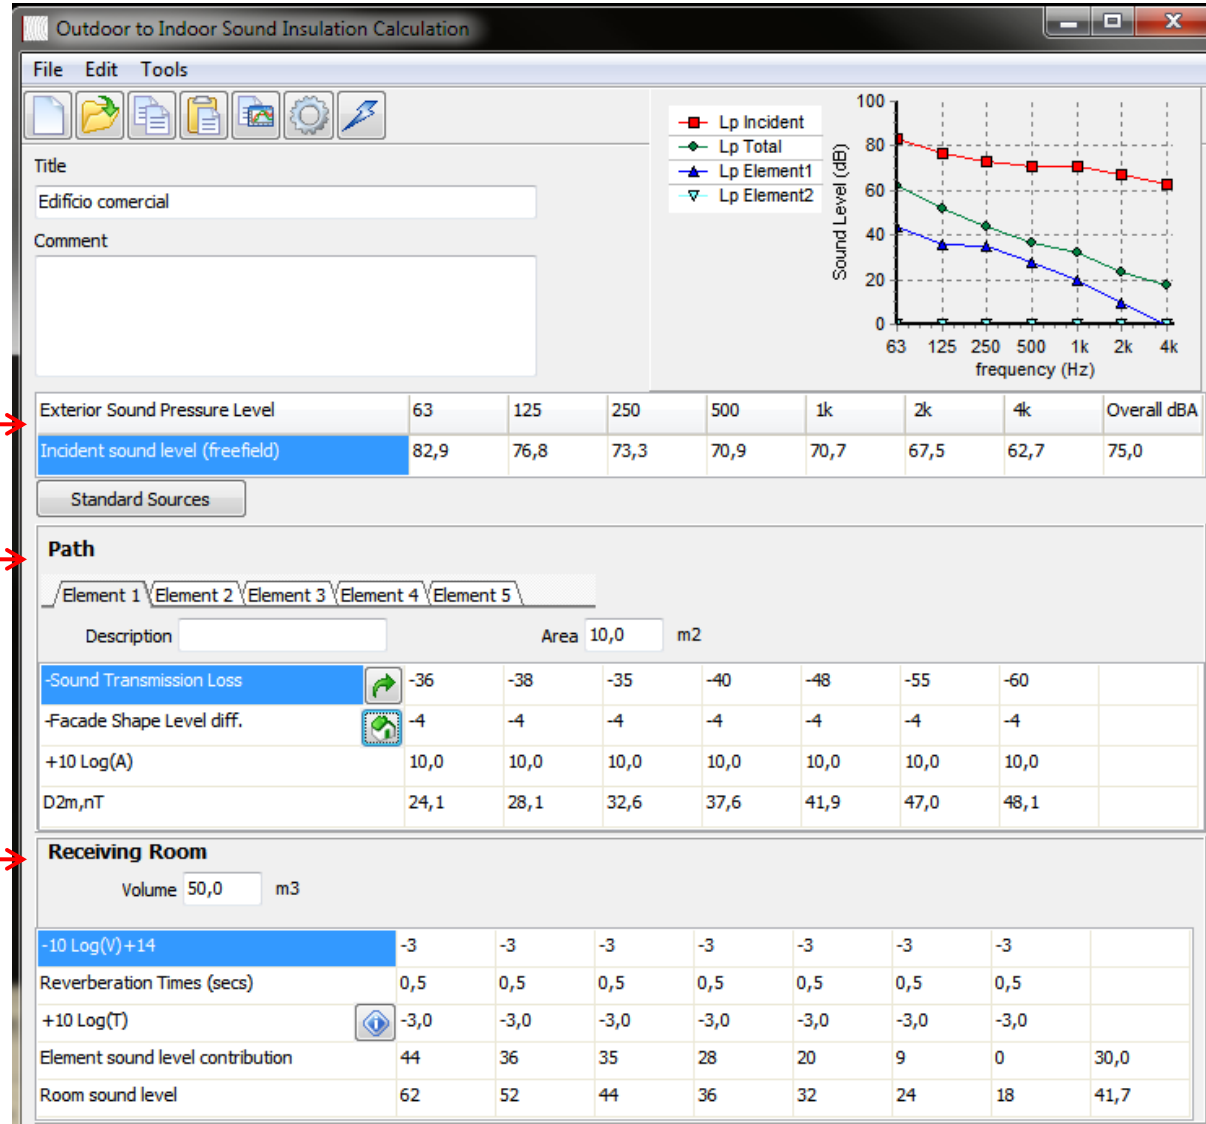 Outdoor to Indoor Sound Insulation Calculation
File Edit Tools
Title
Edifício comercial
Comment
Lp Incident
Lp Total
Lp Element1
Lp Element2
Sound Level (dB)
100
80
60
40
20
0
63 125 250 500 1k 2k 4k
frequency (Hz)
Exterior Sound Pressure Level 63 125 250 500 1k 2k 4k Overall dBA
Incident sound level (freefield) 82,9 76,8 73,3 70,9 70,7 67,5 62,7 75,0
Standard Sources
Path
Element 1 Element 2 Element 3 Element 4 Element 5
Description Area 10,0 m2
-Sound Transmission Loss -36 -38 -35 -40 -48 -55 -60
-Facade Shape Level diff. -4 -4 -4 -4 -4 -4 -4
+10 Log(A) 10,0 10,0 10,0 10,0 10,0 10,0 10,0
D2m,nT 24,1 28,1 32,6 37,6 41,9 47,0 48,1
Receiving Room
Volume 50,0 m3
-10 Log(V)+14 -3 -3 -3 -3 -3 -3 -3
Reverberation Times (secs) 0,5 0,5 0,5 0,5 0,5 0,5 0,5
+10 Log(T) -3,0 -3,0 -3,0 -3,0 -3,0 -3,0 -3,0
Element sound level contribution 44 36 35 28 20 9 0 30,0
Room sound level 62 52 44 36 32 24 18 41,7